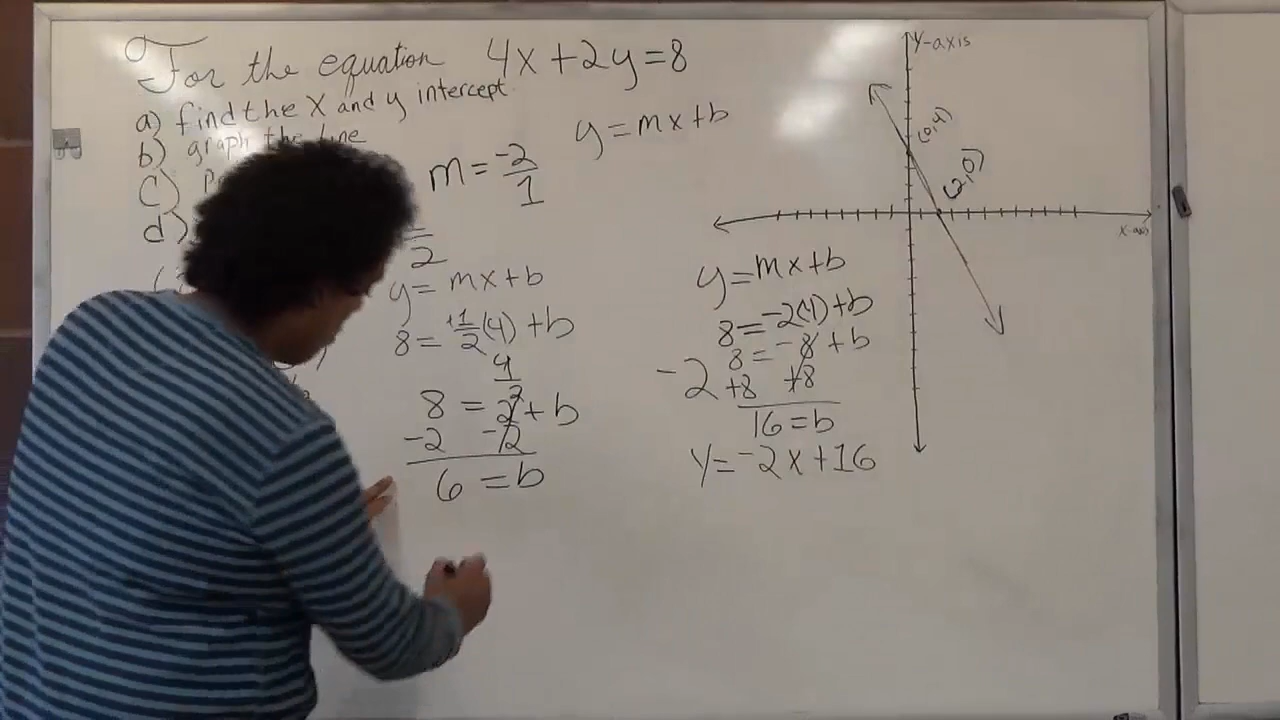 For the equation 4x+2y=8
a) find the x and y intercept
b) graph the line
c)
d)
m = -2/1
y = mx+b
2
y = mx+b
8 = +1/2(4) + b
4/2
8 = 2 + b
-2 -2
6 = b
y=mx+b
8 = -2(4)+b
8 = -8 + b
-2 +8 +8
16 = b
y = -2x+16
y-axis
(0,4)
(2,0)
x-axis